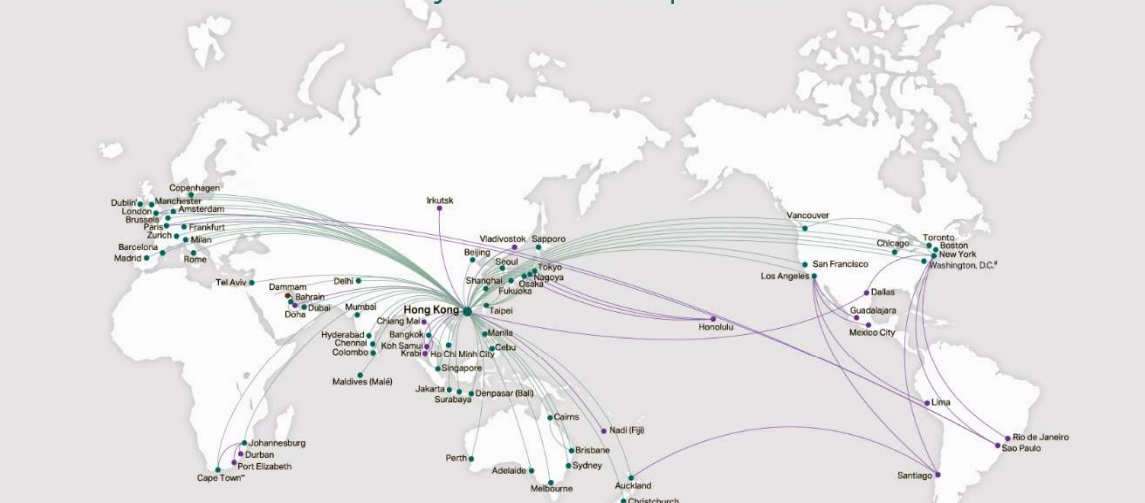 Copenhagen
Dublin*
Manchester
London
Amsterdam
Brussels
Paris
Frankfurt
Zurich
Milan
Barcelona
Madrid
Rome
Irkutsk
Vladivostok
Sapporo
Beijing
Seoul
Tokyo
Nagoya
Osaka
Shanghai
Fukuoka
Tel Aviv
Delhi
Dammam
Bahrain
Doha
Dubai
Mumbai
Hong Kong
Taipei
Chiang Mai
Hyderabad
Bangkok
Manila
Chennai
Koh Samui
Cebu
Colombo
Krabi
Ho Chi Minh City
Singapore
Maldives (Malé)
Jakarta
Surabaya
Denpasar (Bali)
Vancouver
Toronto
Chicago
Boston
New York
San Francisco
Washington, D.C.#
Los Angeles
Dallas
Guadalajara
Honolulu
Mexico City
Lima
Rio de Janeiro
Sao Paulo
Santiago
Cairns
Nadi (Fiji)
Johannesburg
Durban
Port Elizabeth
Cape Town**
Brisbane
Perth
Sydney
Adelaide
Melbourne
Auckland
Christchurch